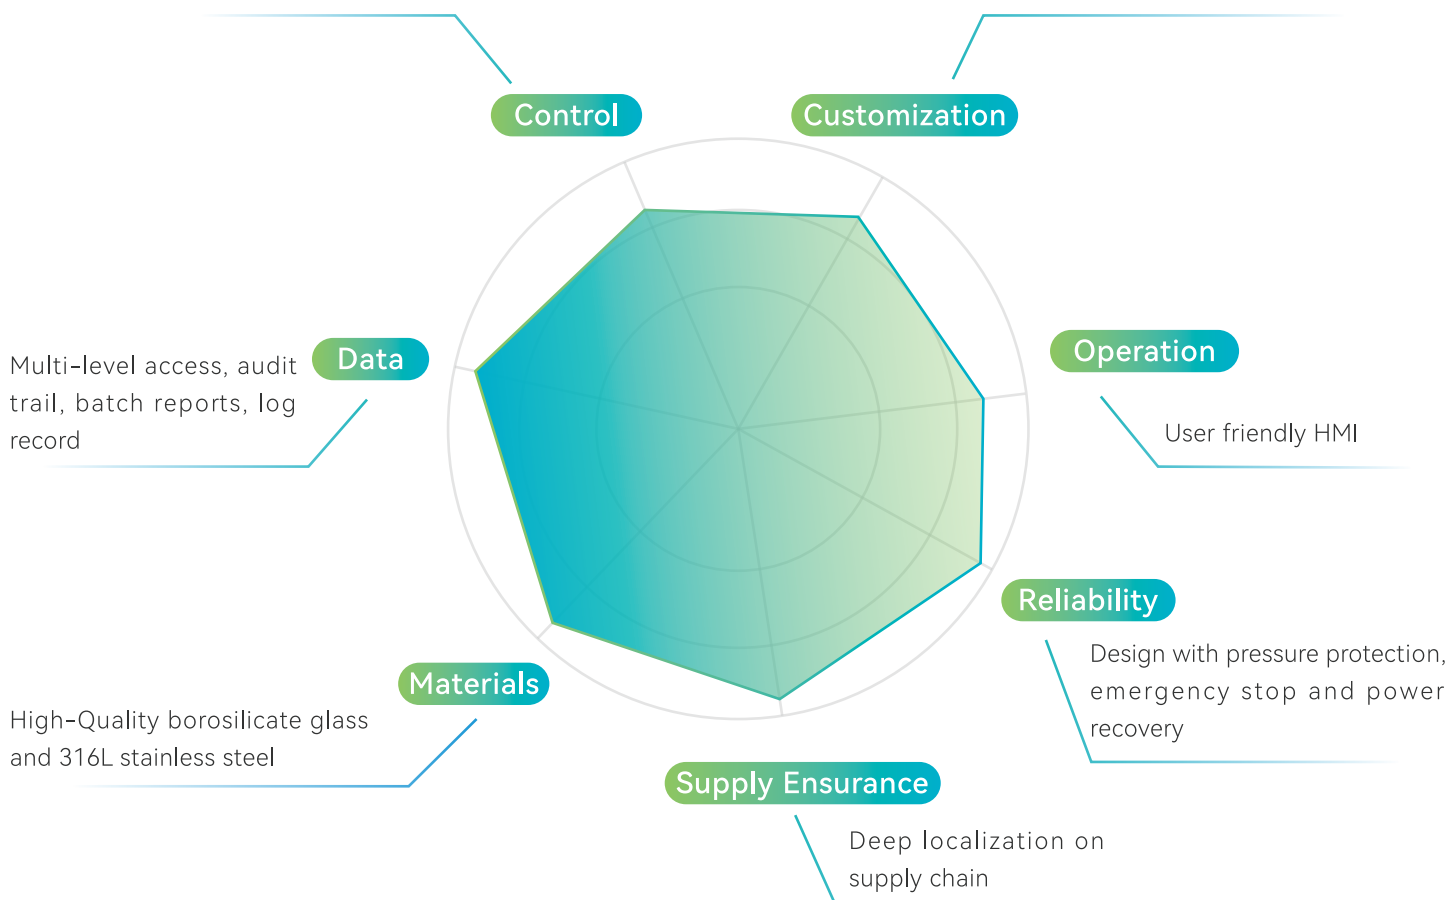 Control
Customization
Operation
User friendly HMI
Data
Multi-level access, audit
trail, batch reports, log
record
Reliability
Design with pressure protection,
emergency stop and power
recovery
Materials
High-Quality borosilicate glass
and 316L stainless steel
Supply Ensurance
Deep localization on
supply chain